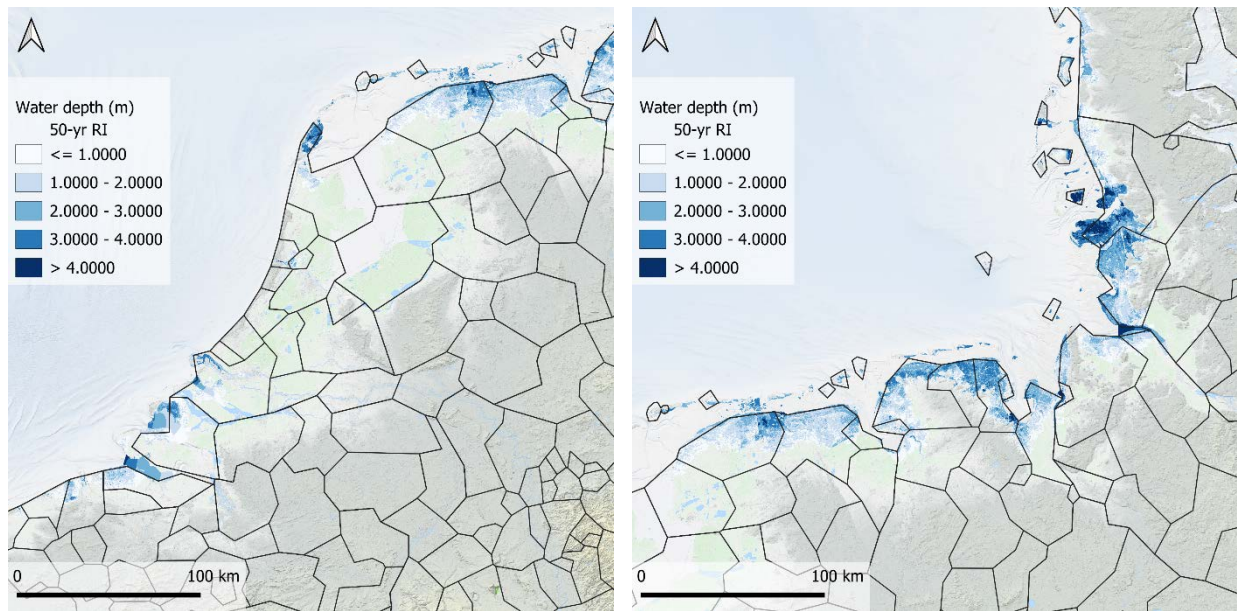 Water depth (m)
50-yr RI
<= 1.0000
1.0000 - 2.0000
2.0000 - 3.0000
3.0000 - 4.0000
> 4.0000
0
100 km
Water depth (m)
50-yr RI
<= 1.0000
1.0000 - 2.0000
2.0000 - 3.0000
3.0000 - 4.0000
> 4.0000
0
100 km